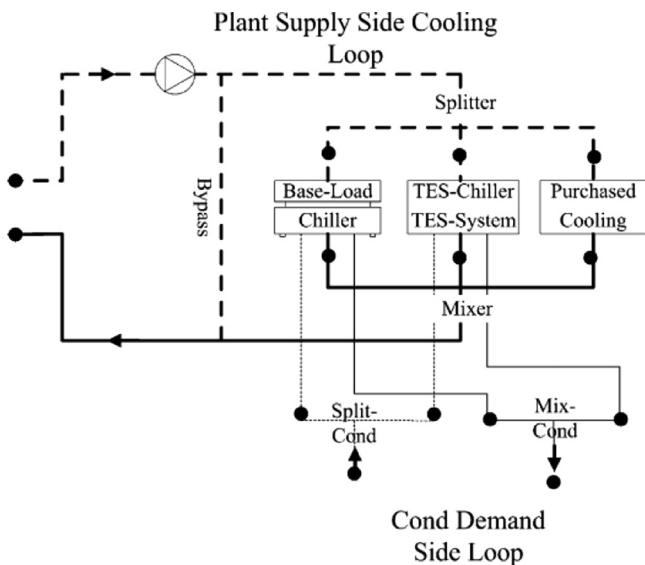 Plant Supply Side Cooling
Loop
Splitter
Bypass
Base-Load
Chiller
TES-Chiller
TES-System
Purchased
Cooling
Mixer
Split-
Cond
Mix-
Cond
Cond Demand
Side Loop